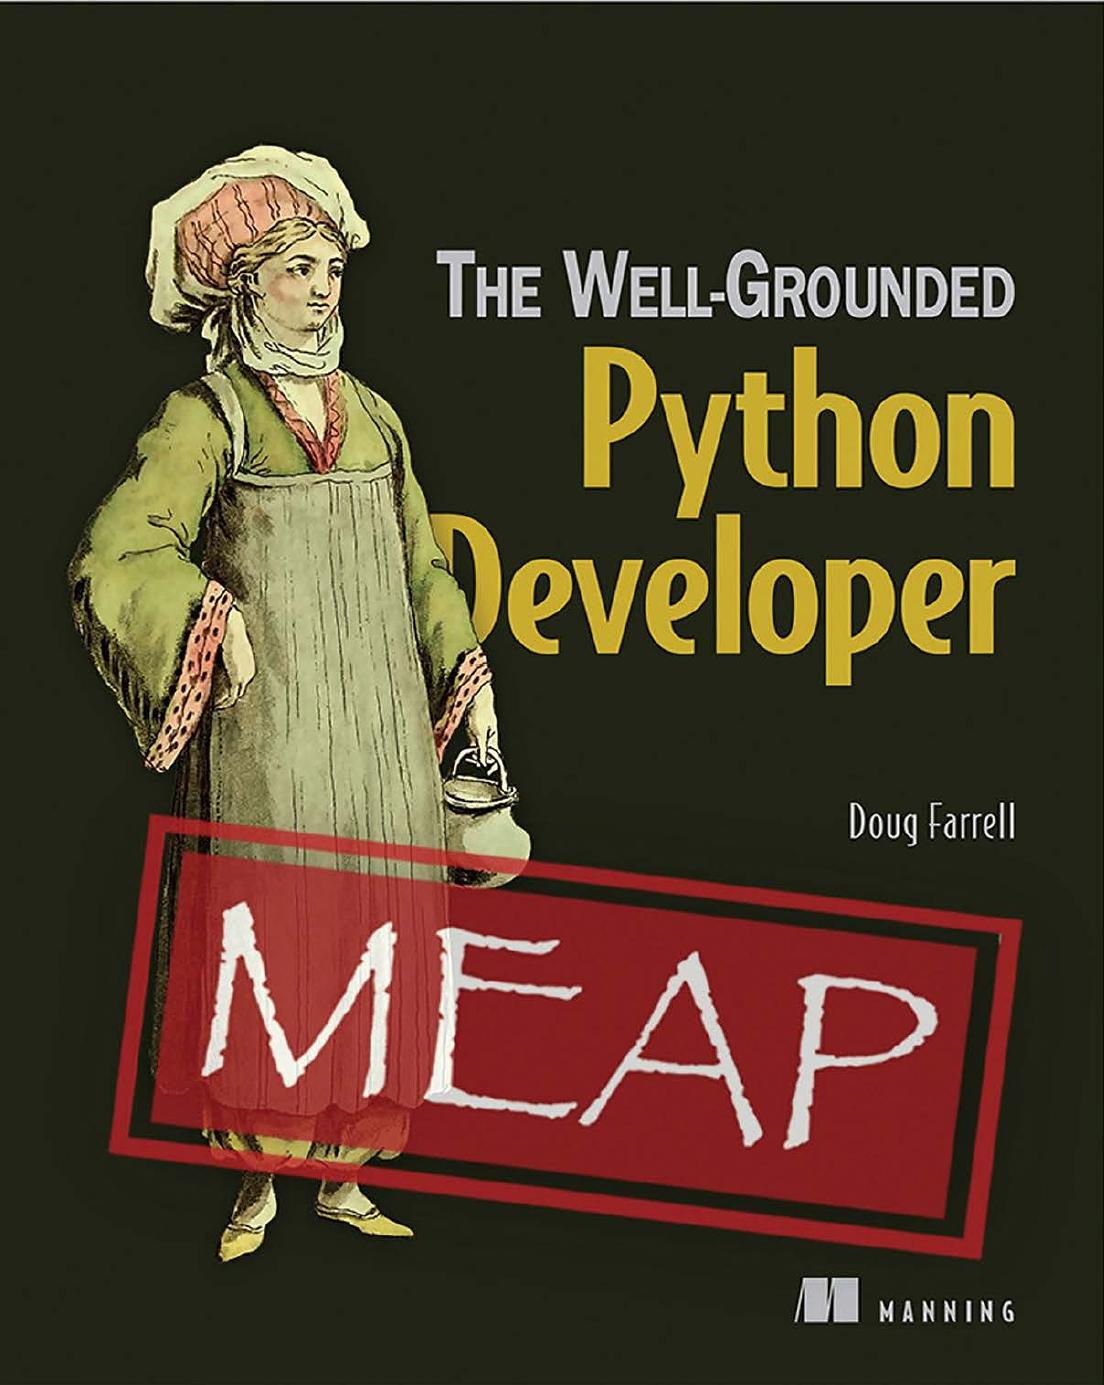 THE WELL-GROUNDED
Python
Developer
Doug Farrell
MEAP
MANNING